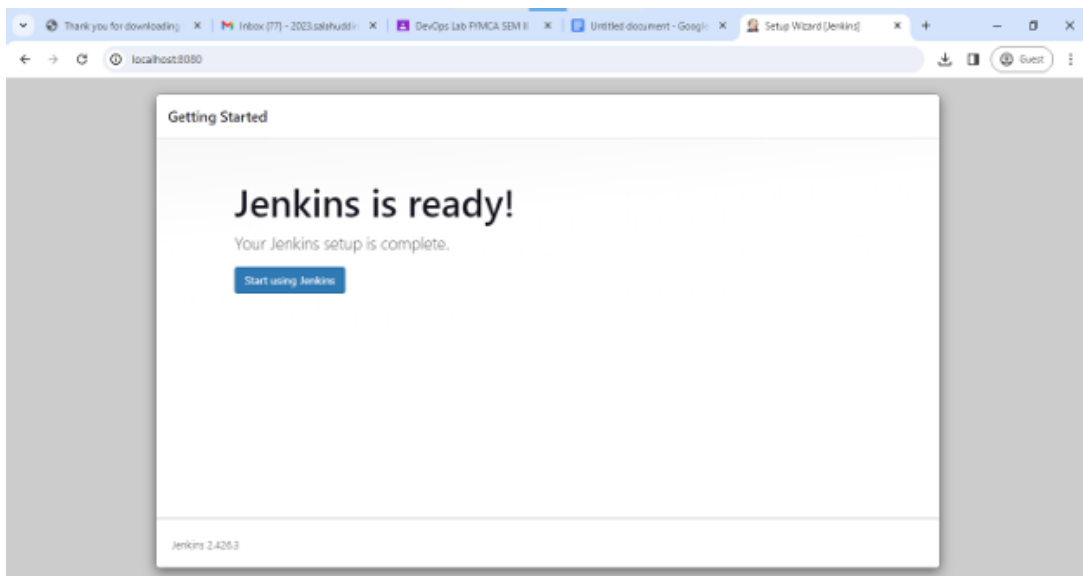 Thank you for downloading
Inbox (77) - 2023.salahuddin
DevOps Lab FYMCA SEM II
Untitled document - Google
Setup Wizard [Jenkins]
localhost:8080
Guest
Getting Started
Jenkins is ready!
Your Jenkins setup is complete.
Start using Jenkins
Jenkins 2.426.3